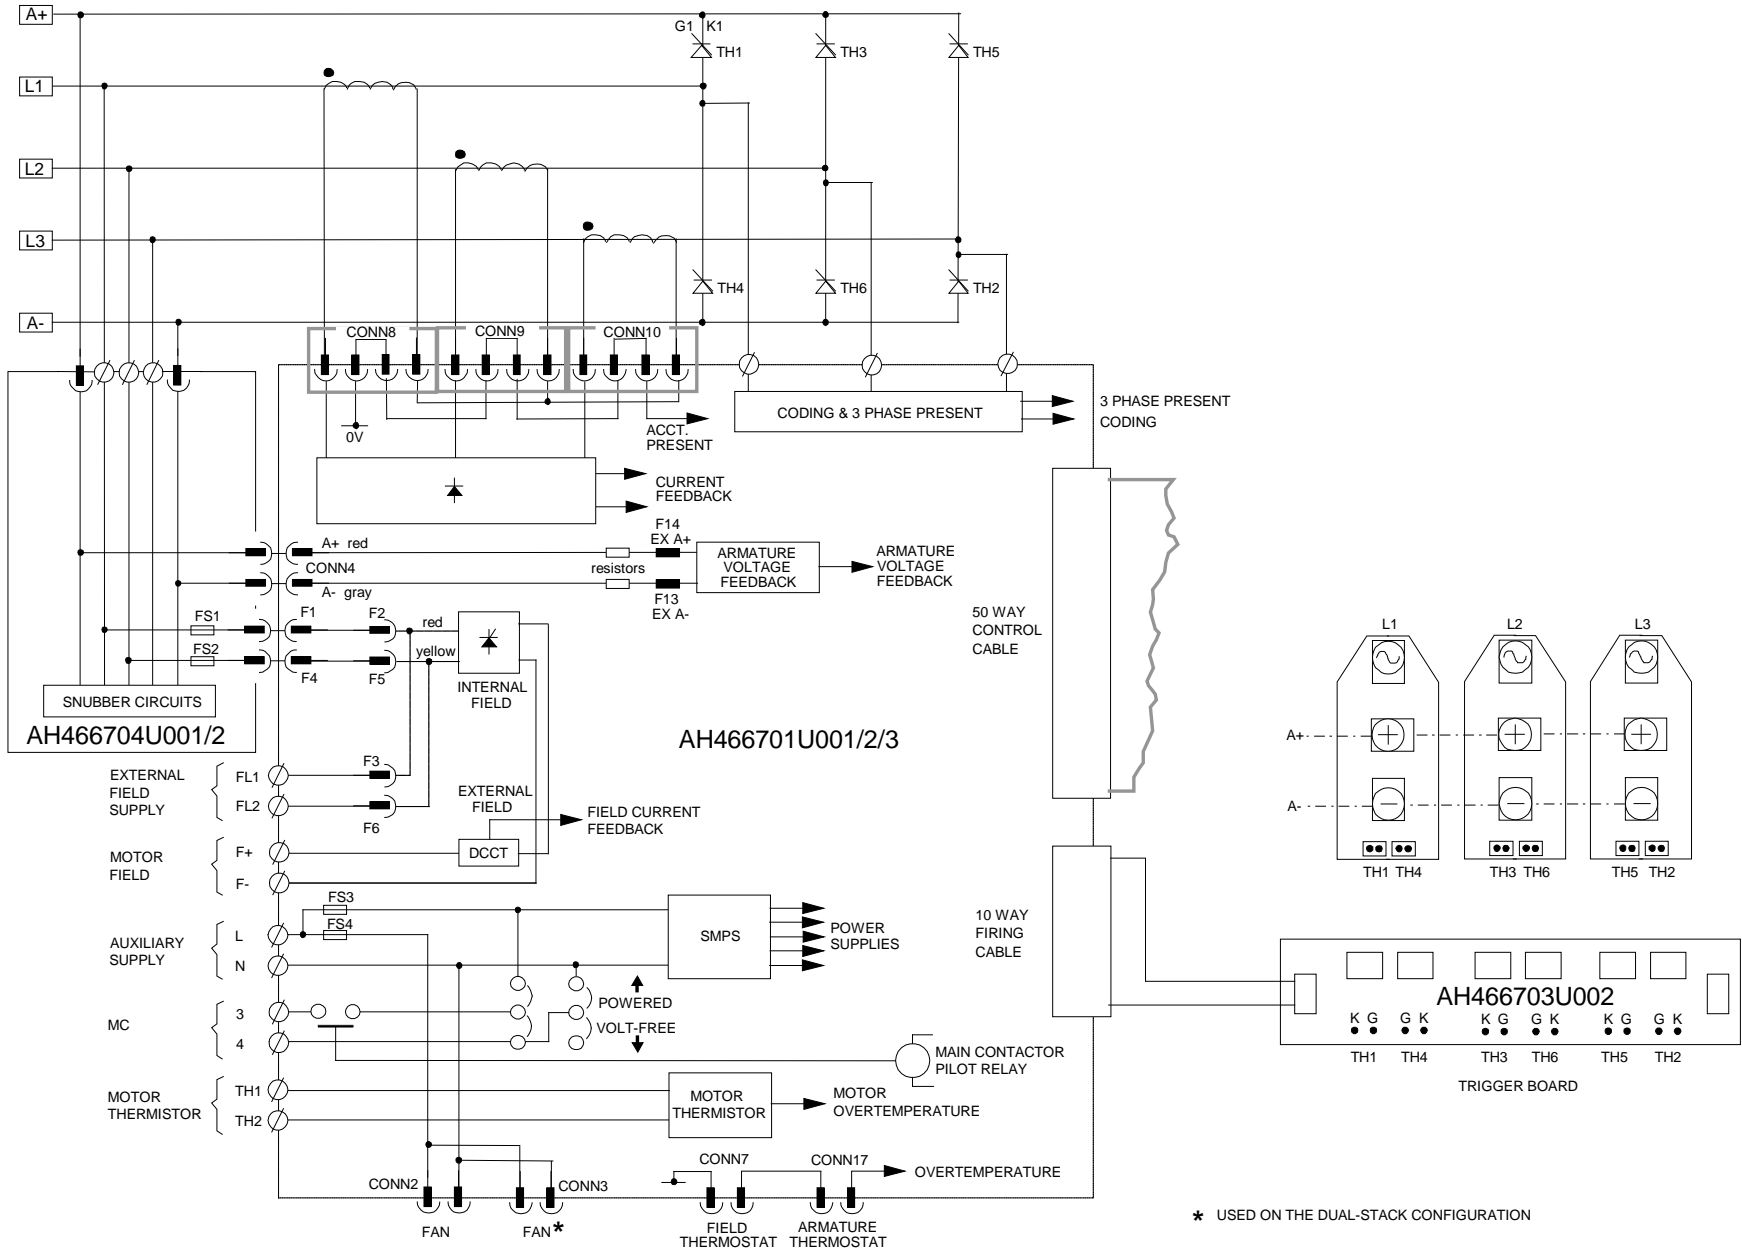 A+
G1 K1
TH1
TH3
TH5
L1
L2
L3
TH4
TH6
TH2
A-
CONN8
CONN9
CONN10
0V
ACCT.
PRESENT
CODING & 3 PHASE PRESENT
3 PHASE PRESENT
CODING
CURRENT
FEEDBACK
A+ red
CONN4
A- gray
resistors
F14
EX A+
F13
EX A-
ARMATURE
VOLTAGE
FEEDBACK
ARMATURE
VOLTAGE
FEEDBACK
FS1
F1
F2
red
FS2
F4
F5
yellow
INTERNAL
FIELD
SNUBBER CIRCUITS
AH466704U001/2
AH466701U001/2/3
50 WAY
CONTROL
CABLE
L1
L2
L3
A+
A-
TH1 TH4
TH3 TH6
TH5 TH2
EXTERNAL
FIELD
SUPPLY
FL1
FL2
F3
F6
EXTERNAL
FIELD
FIELD CURRENT
FEEDBACK
MOTOR
FIELD
F+
F-
DCCT
FS3
FS4
AUXILIARY
SUPPLY
L
N
SMPS
POWER
SUPPLIES
10 WAY
FIRING
CABLE
MC
3
4
POWERED
VOLT-FREE
MAIN CONTACTOR
PILOT RELAY
AH466703U002
K G
G K
K G
G K
K G
G K
TH1
TH4
TH3
TH6
TH5
TH2
TRIGGER BOARD
MOTOR
THERMISTOR
TH1
TH2
MOTOR
THERMISTOR
MOTOR
OVERTEMPERATURE
CONN2
CONN3
CONN7
CONN17
OVERTEMPERATURE
FAN
FAN *
FIELD
THERMOSTAT
ARMATURE
THERMOSTAT
* USED ON THE DUAL-STACK CONFIGURATION